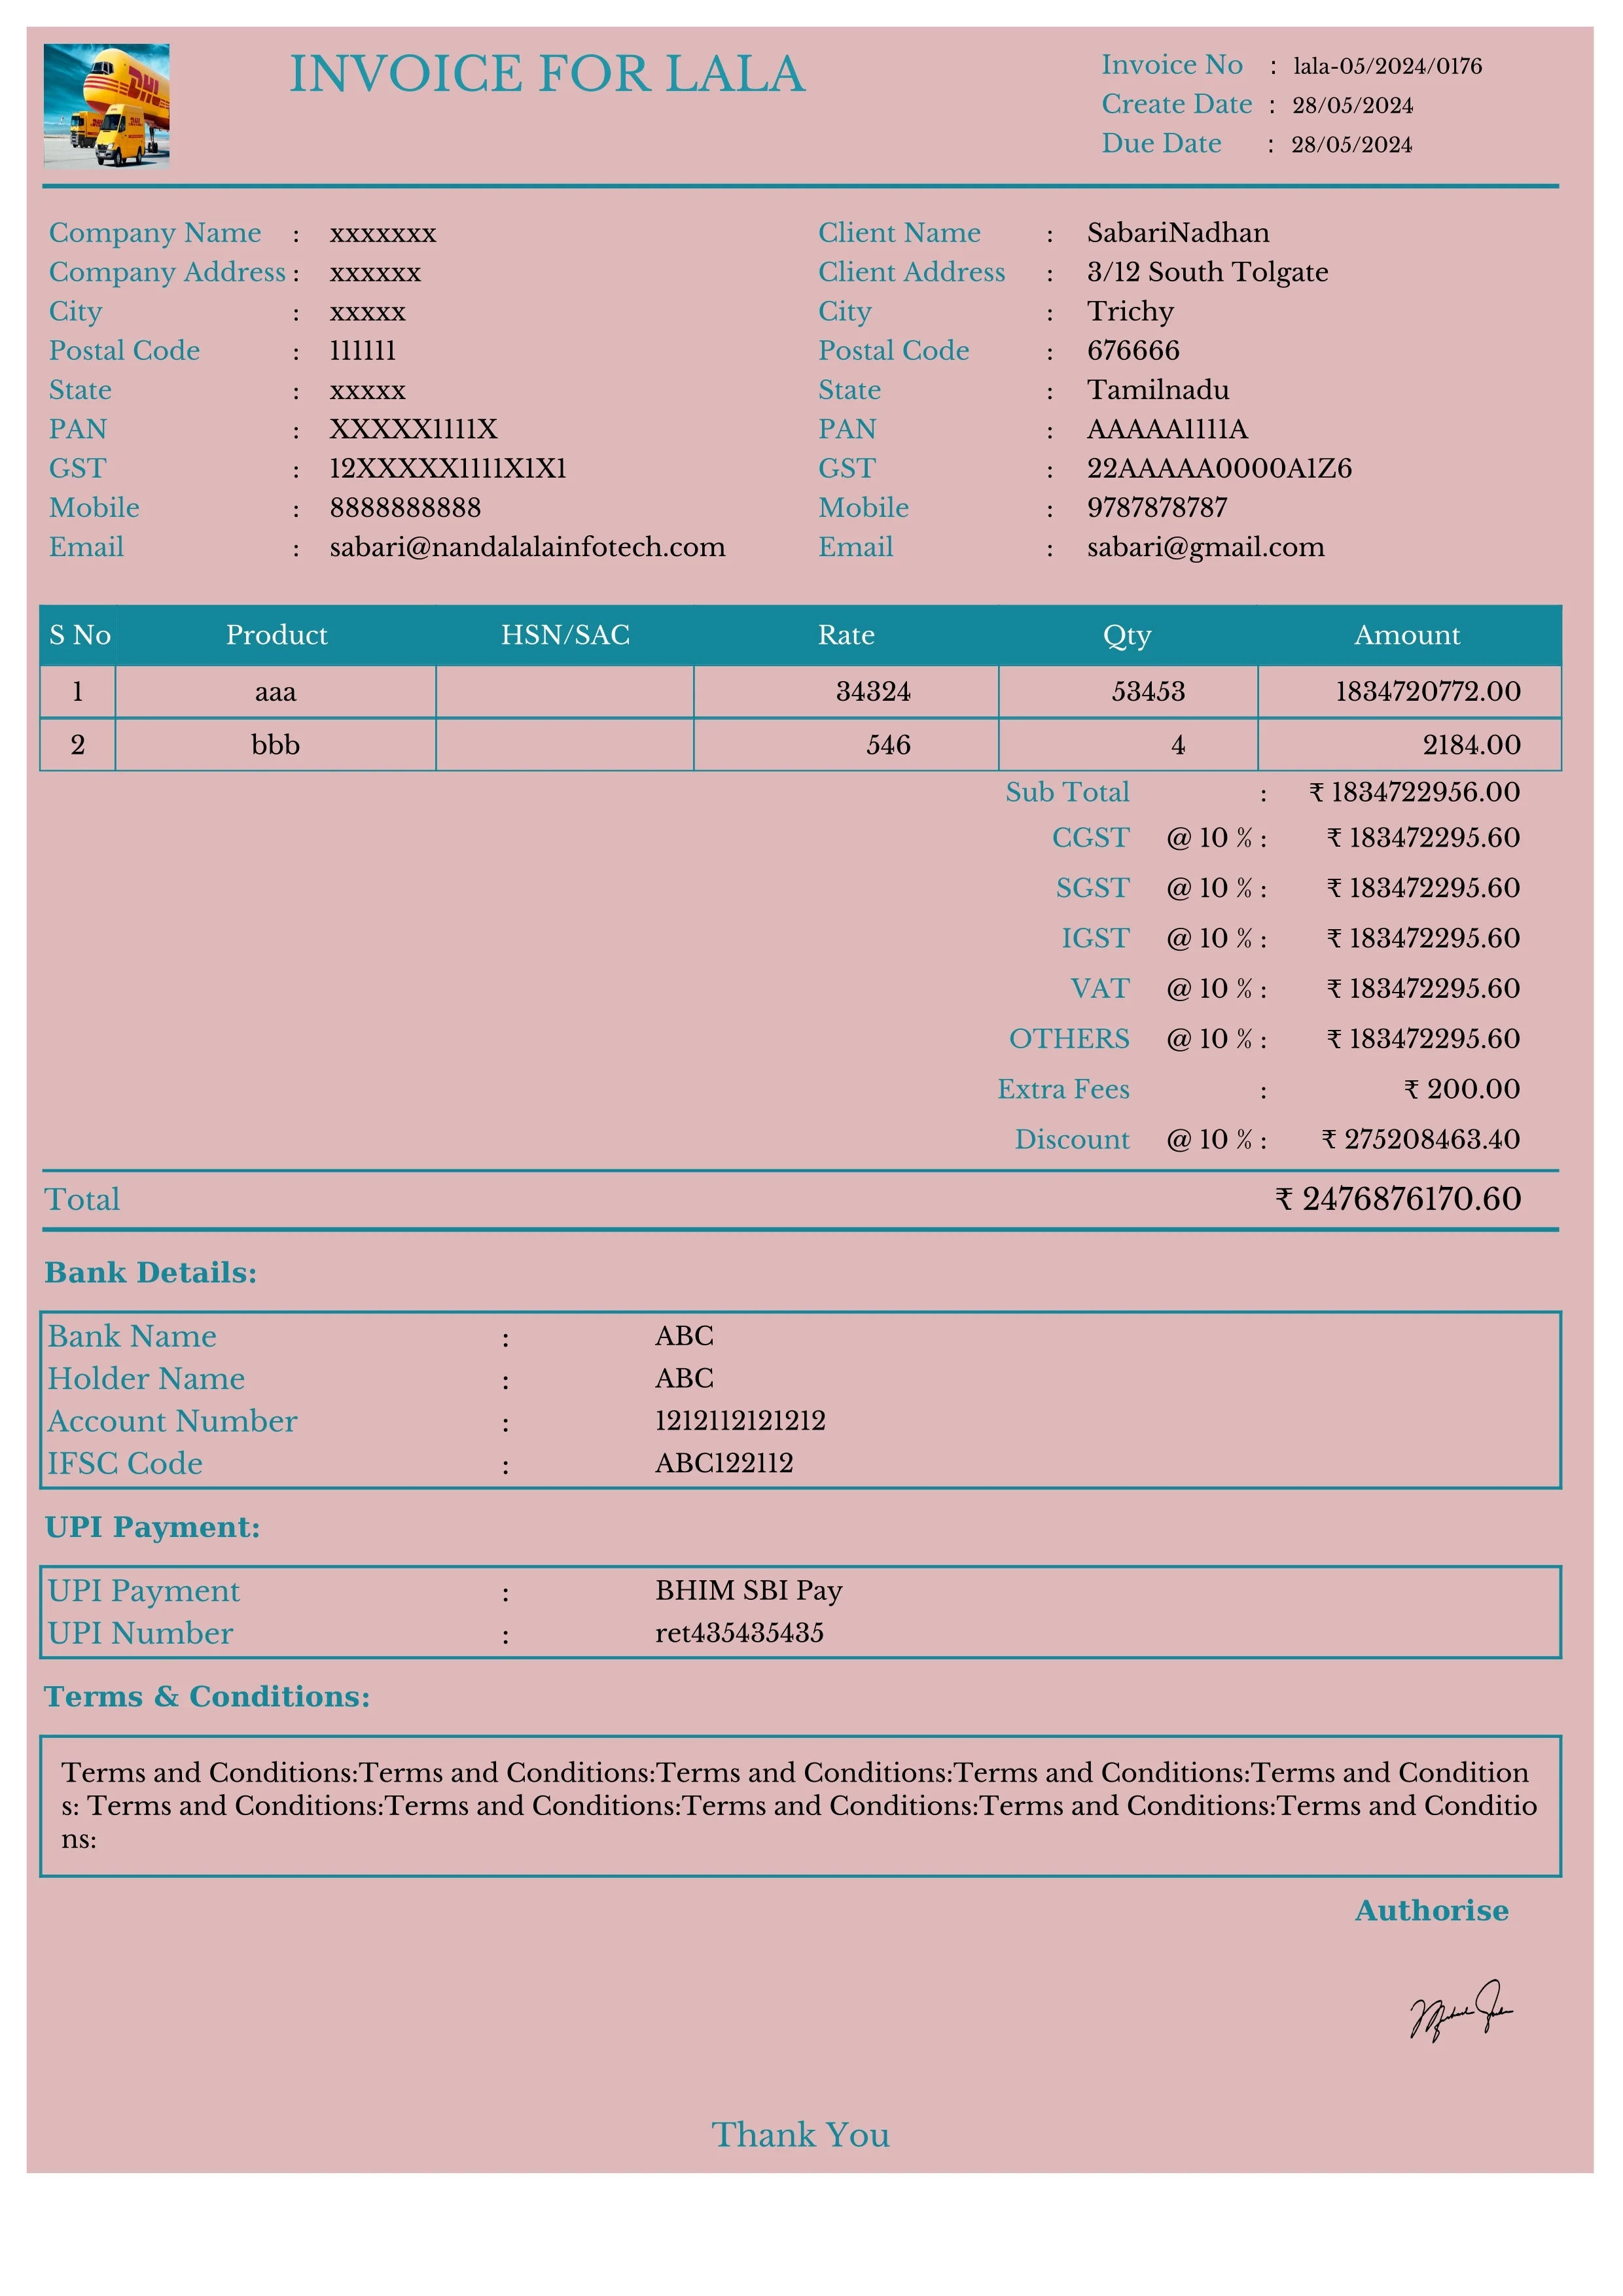 DHL
INVOICE FOR LALA
Invoice No : lala-05/2024/0176
Create Date : 28/05/2024
Due Date : 28/05/2024
Company Name : xxxxxxx
Company Address : xxxxxx
City : xxxxx
Postal Code : 111111
State : xxxxx
PAN : XXXXX1111X
GST : 12XXXXX1111X1X1
Mobile : 8888888888
Email : sabari@nandalalainfotech.com
Client Name : SabariNadhan
Client Address : 3/12 South Tolgate
City : Trichy
Postal Code : 676666
State : Tamilnadu
PAN : AAAAA1111A
GST : 22AAAAA0000A1Z6
Mobile : 9787878787
Email : sabari@gmail.com
S No Product HSN/SAC Rate Qty Amount
1 aaa 34324 53453 1834720772.00
2 bbb 546 4 2184.00
Sub Total : ₹ 1834722956.00
CGST @ 10 % : ₹ 183472295.60
SGST @ 10 % : ₹ 183472295.60
IGST @ 10 % : ₹ 183472295.60
VAT @ 10 % : ₹ 183472295.60
OTHERS @ 10 % : ₹ 183472295.60
Extra Fees : ₹ 200.00
Discount @ 10 % : ₹ 275208463.40
Total ₹ 2476876170.60
Bank Details:
Bank Name : ABC
Holder Name : ABC
Account Number : 1212112121212
IFSC Code : ABC122112
UPI Payment:
UPI Payment : BHIM SBI Pay
UPI Number : ret435435435
Terms & Conditions:
Terms and Conditions:Terms and Conditions:Terms and Conditions:Terms and Conditions:Terms and Condition
s: Terms and Conditions:Terms and Conditions:Terms and Conditions:Terms and Conditions:Terms and Conditio
ns:
Authorise
Thank You